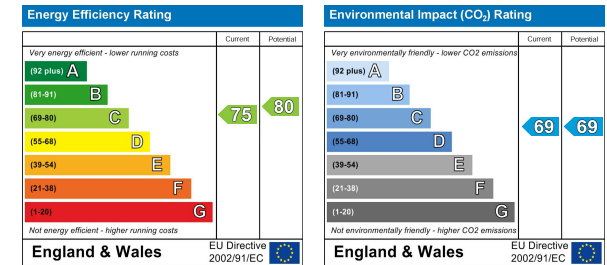 Energy Efficiency Rating
Current Potential
Very energy efficient - lower running costs
(92 plus) A
(81-91) B
(69-80) C
(55-68) D
(39-54) E
(21-38) F
(1-20) G
75
80
Not energy efficient - higher running costs
England & Wales
EU Directive
2002/91/EC
Environmental Impact (CO2) Rating
Current Potential
Very environmentally friendly - lower CO2 emissions
(92 plus) A
(81-91) B
(69-80) C
(55-68) D
(39-54) E
(21-38) F
(1-20) G
69
69
Not environmentally friendly - higher CO2 emissions
England & Wales
EU Directive
2002/91/EC